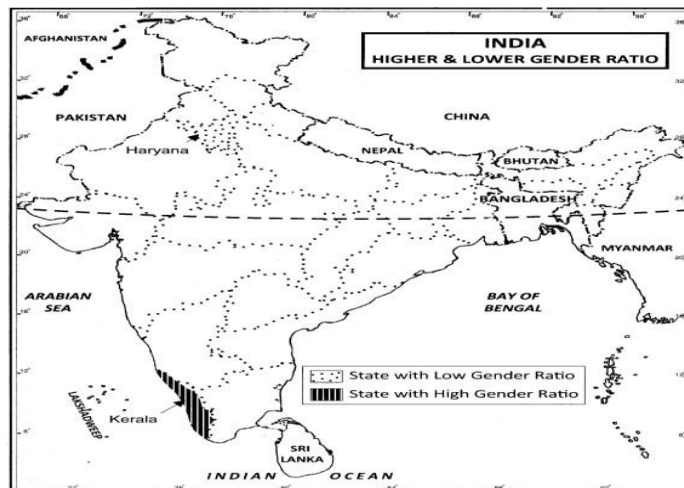 INDIA
HIGHER & LOWER GENDER RATIO
AFGHANISTAN
PAKISTAN
CHINA
Haryana
NEPAL
BHUTAN
BANGLADESH
MYANMAR
ARABIAN
SEA
BAY OF
BENGAL
State with Low Gender Ratio
State with High Gender Ratio
LAKSHADWEEP
Kerala
SRI
LANKA
INDIAN OCEAN